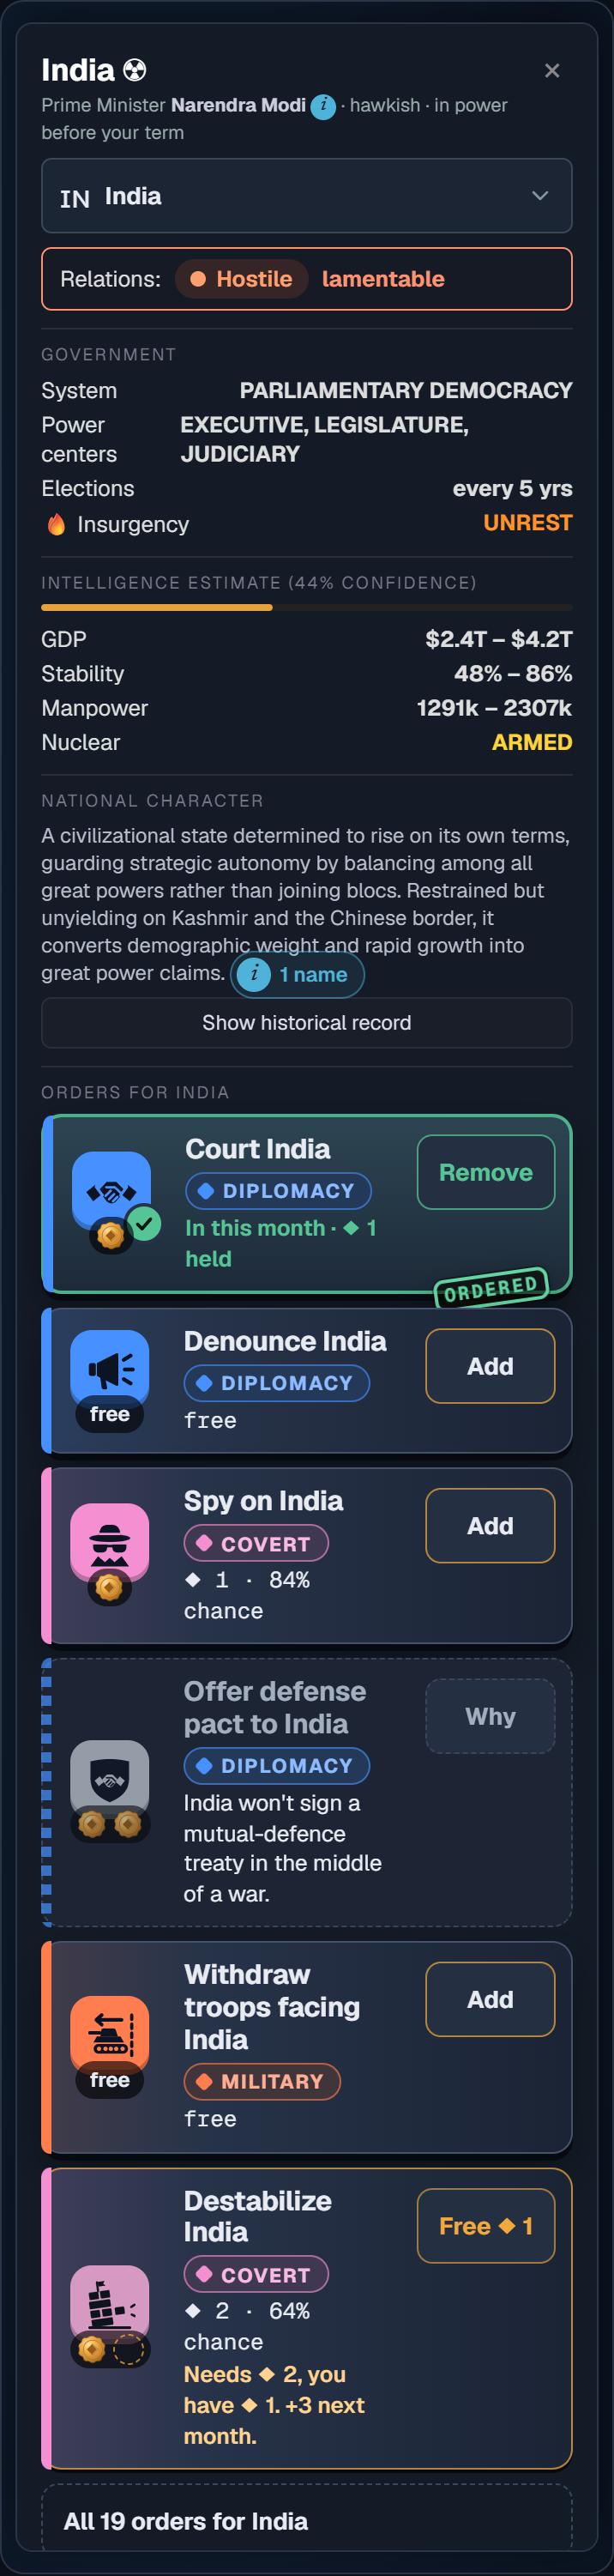 India ☢
Prime Minister Narendra Modi i · hawkish · in power
before your term
IN India
Relations: Hostile lamentable
GOVERNMENT
System PARLIAMENTARY DEMOCRACY
Power centers EXECUTIVE, LEGISLATURE, JUDICIARY
Elections every 5 yrs
Insurgency UNREST
INTELLIGENCE ESTIMATE (44% CONFIDENCE)
GDP $2.4T – $4.2T
Stability 48% – 86%
Manpower 1291k – 2307k
Nuclear ARMED
NATIONAL CHARACTER
A civilizational state determined to rise on its own terms,
guarding strategic autonomy by balancing among all
great powers rather than joining blocs. Restrained but
unyielding on Kashmir and the Chinese border, it
converts demographic weight and rapid growth into
great power claims. i 1 name
Show historical record
ORDERS FOR INDIA
Court India
DIPLOMACY
In this month · ◆ 1
held
Remove
ORDERED
Denounce India
DIPLOMACY
free
free
Add
Spy on India
COVERT
◆ 1 · 84%
chance
Add
Offer defense
pact to India
DIPLOMACY
India won't sign a
mutual-defence
treaty in the middle
of a war.
Why
Withdraw
troops facing
India
MILITARY
free
free
Add
Destabilize
India
COVERT
◆ 2 · 64%
chance
Needs ◆ 2, you
have ◆ 1. +3 next
month.
Free ◆ 1
All 19 orders for India